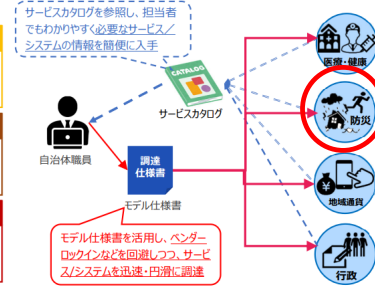 サービスカタログを参照し、担当者
でもわかりやすく必要なサービス／
システムの情報を簡便に入手
CATALOG
サービスカタログ
自治体職員
調達
仕様書
モデル仕様書
モデル仕様書を活用し、ベンダー
ロックインなどを回避しつつ、サービ
ス/システムを迅速・円滑に調達
医療・健康
防災
¥
地域通貨
行政